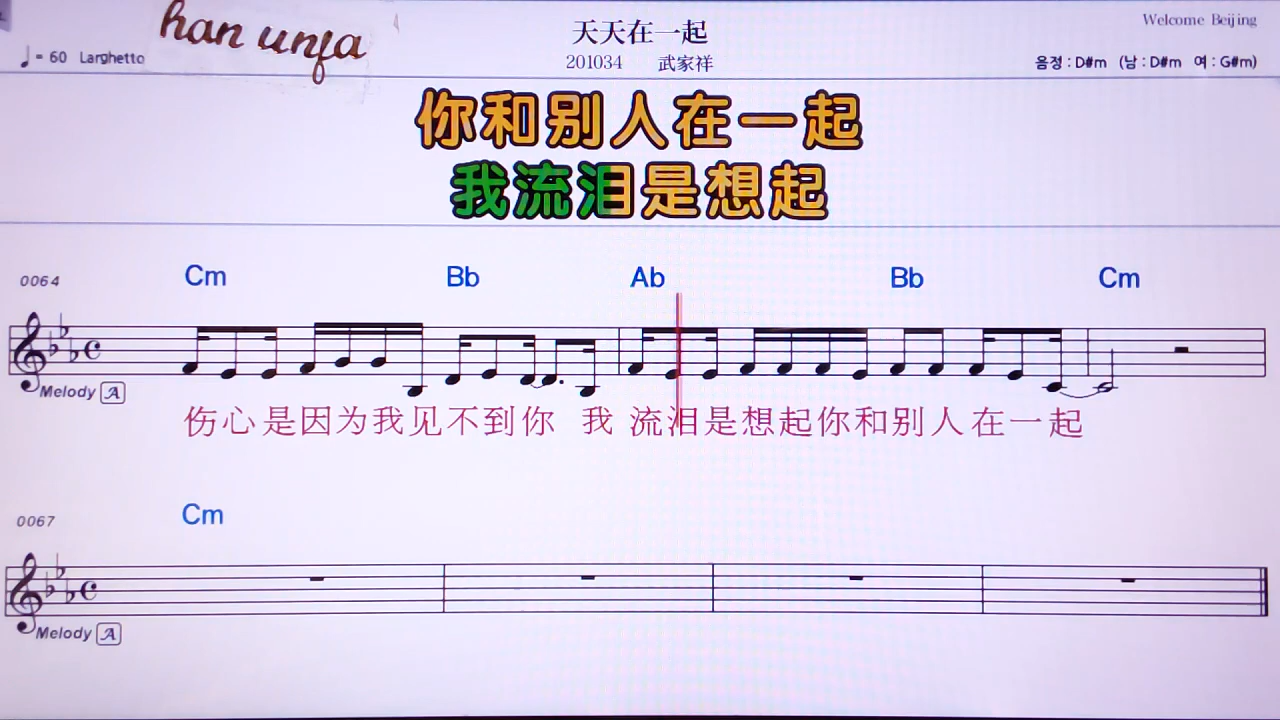 han unja
天天在一起
Welcome Beijing
♩= 60 Larghetto
201034 武家祥
음정 : D#m (남 : D#m 여 : G#m)
你和别人在一起
我流泪是想起
0064
Cm Bb Ab Bb Cm
Melody A
伤心是因为我见不到你 我 流泪是想起你和别人在一起
0067
Cm
Melody A